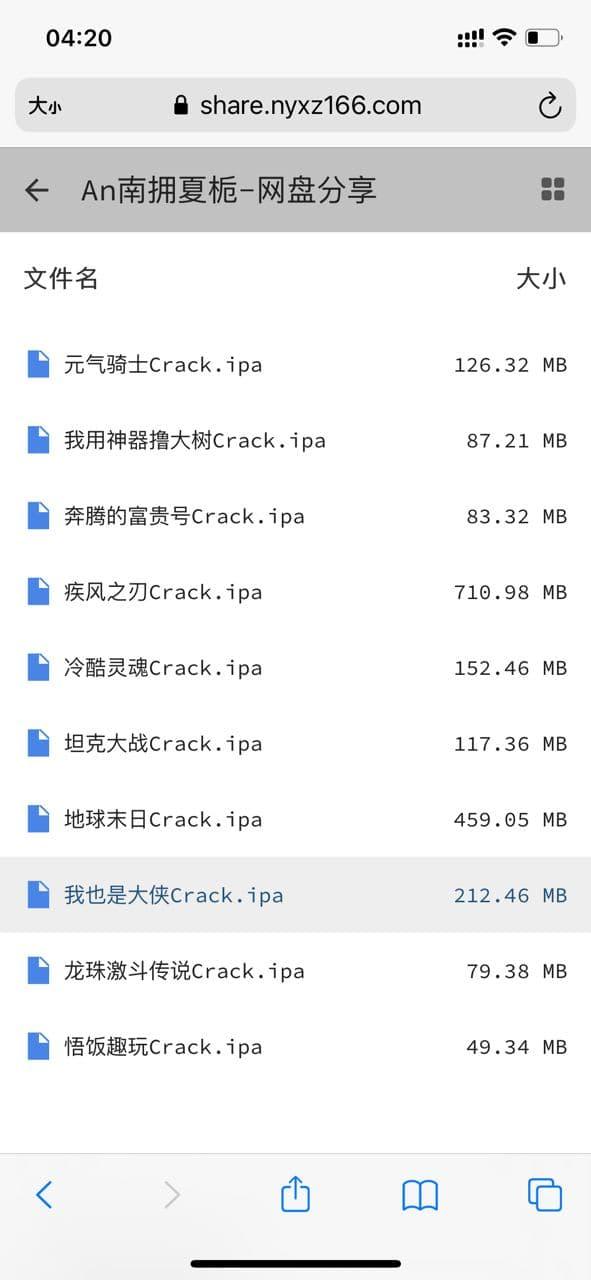 04:20
大小 share.nyxz166.com
An南拥夏栀-网盘分享
文件名 大小
元气骑士Crack.ipa 126.32 MB
我用神器撸大树Crack.ipa 87.21 MB
奔腾的富贵号Crack.ipa 83.32 MB
疾风之刃Crack.ipa 710.98 MB
冷酷灵魂Crack.ipa 152.46 MB
坦克大战Crack.ipa 117.36 MB
地球末日Crack.ipa 459.05 MB
我也是大侠Crack.ipa 212.46 MB
龙珠激斗传说Crack.ipa 79.38 MB
悟饭趣玩Crack.ipa 49.34 MB